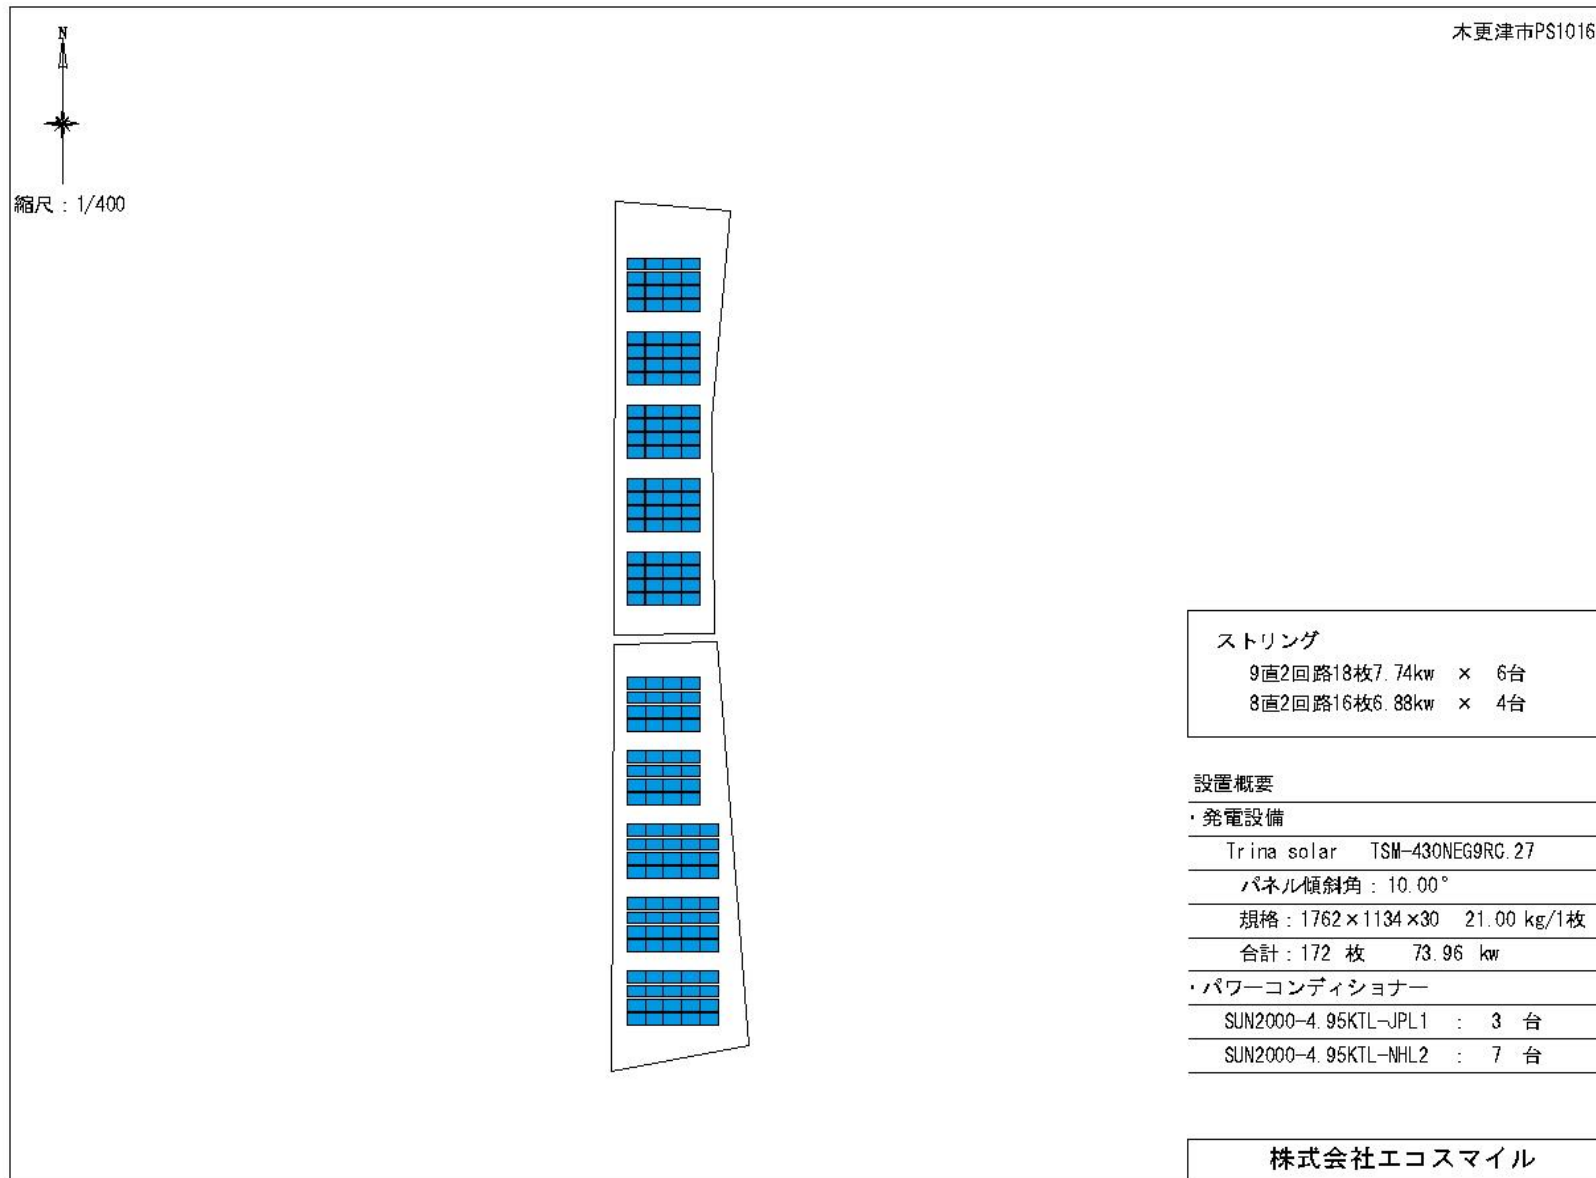 木更津市PS1016
N
縮尺：1/400
ストリング
9直2回路18枚7.74kw × 6台
8直2回路16枚6.88kw × 4台
設置概要
・発電設備
Trina solar TSM-430NEG9RC.27
パネル傾斜角：10.00°
規格：1762×1134×30 21.00 kg/1枚
合計：172 枚 73.96 kw
・パワーコンディショナー
SUN2000-4.95KTL-JPL1 : 3 台
SUN2000-4.95KTL-NHL2 : 7 台
株式会社エコスマイル